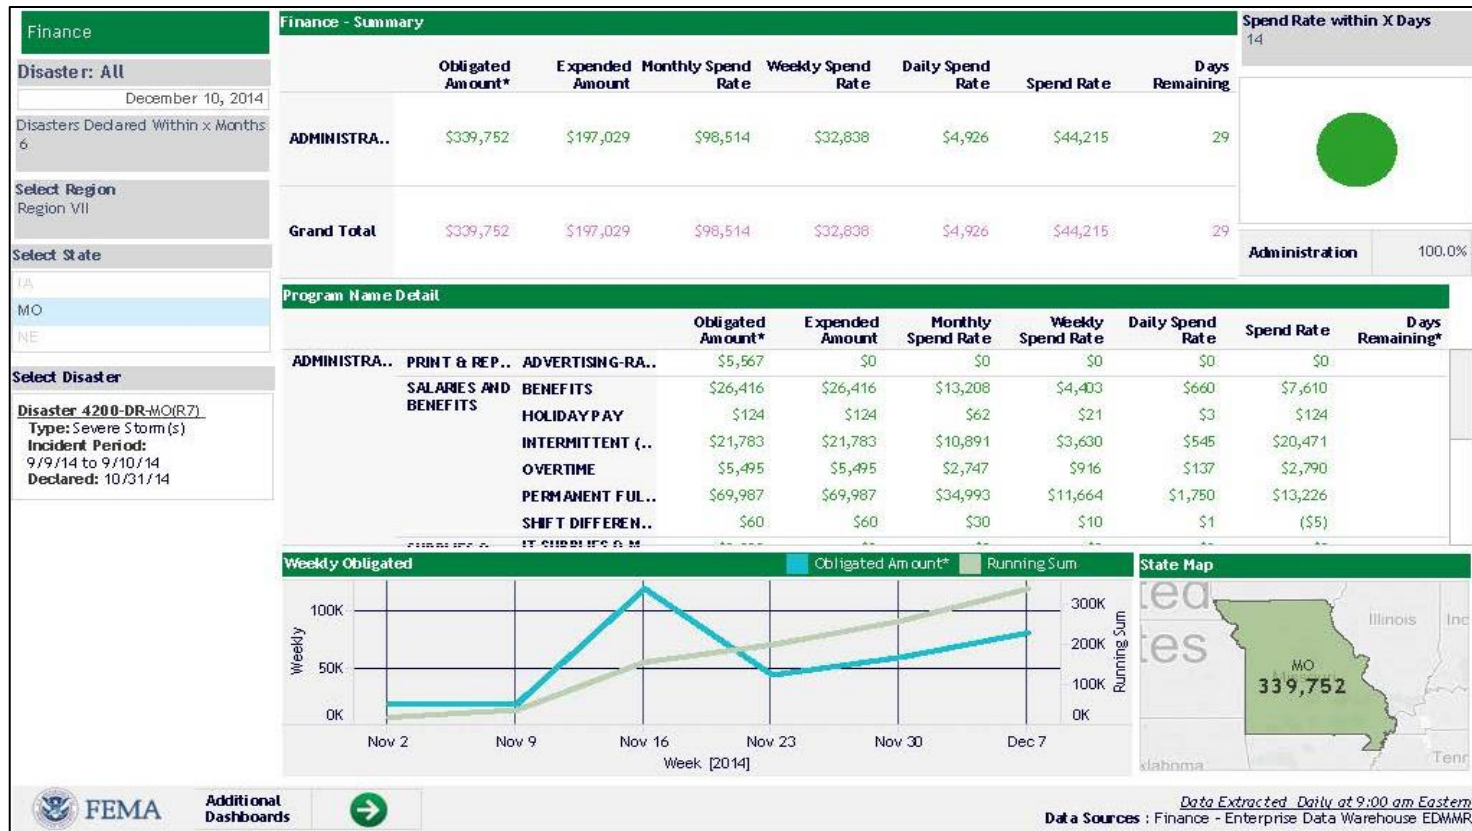 Finance
Disaster: All
December 10, 2014
Disasters Declared Within x Months
6
Select Region
Region VII
Select State
IA
MO
NE
Select Disaster
Disaster 4200-DR-MO(R7)
Type: Severe Storm(s)
Incident Period:
9/9/14 to 9/10/14
Declared: 10/31/14
Finance - Summary
Obligated Amount* Expended Amount Monthly Spend Rate Weekly Spend Rate Daily Spend Rate Spend Rate Days Remaining
ADMINISTRA.. $339,752 $197,029 $98,514 $32,838 $4,926 $44,215 29
Grand Total $339,752 $197,029 $98,514 $32,838 $4,926 $44,215 29
Spend Rate within X Days
14
Administration 100.0%
Program Name Detail
Obligated Amount* Expended Amount Monthly Spend Rate Weekly Spend Rate Daily Spend Rate Spend Rate Days Remaining*
ADMINISTRA.. PRINT & REP.. ADVERTISING-RA.. $5,567 $0 $0 $0 $0 $0
SALARIES AND BENEFITS BENEFITS $26,416 $26,416 $13,208 $4,403 $660 $7,610
HOLIDAY PAY $124 $124 $62 $21 $3 $124
INTERMITTENT (.. $21,783 $21,783 $10,891 $3,630 $545 $20,471
OVERTIME $5,495 $5,495 $2,747 $916 $137 $2,790
PERMANENT FUL.. $69,987 $69,987 $34,993 $11,664 $1,750 $13,226
SHIFT DIFFEREN.. $60 $60 $30 $10 $1 ($5)
Weekly Obligated Obligated Amount* Running Sum
Weekly
100K
50K
0K
300K
200K
100K
0K
Running Sum
Nov 2 Nov 9 Nov 16 Nov 23 Nov 30 Dec 7
Week [2014]
State Map
ted
tes
Illinois
Inc
MO
339,752
klahoma
Tenr
FEMA
Additional
Dashboards
Data Extracted Daily at 9:00 am Eastern
Data Sources : Finance - Enterprise Data Warehouse EDMMR